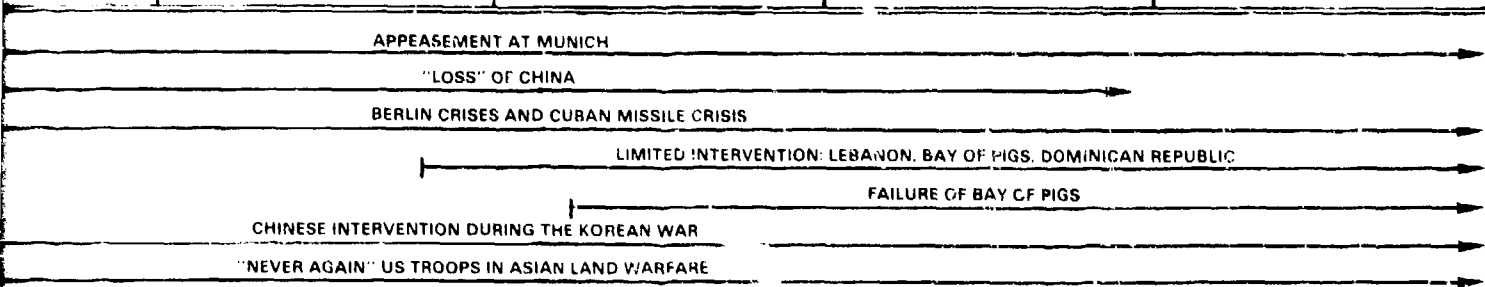 APPEASEMENT AT MUNICH
"LOSS" OF CHINA
BERLIN CRISES AND CUBAN MISSILE CRISIS
LIMITED INTERVENTION: LEBANON, BAY OF PIGS, DOMINICAN REPUBLIC
FAILURE OF BAY OF PIGS
CHINESE INTERVENTION DURING THE KOREAN WAR
"NEVER AGAIN" US TROOPS IN ASIAN LAND WARFARE